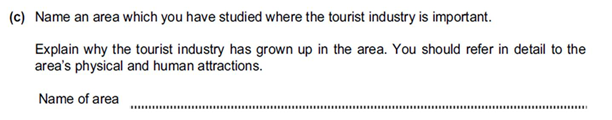 (c) Name an area which you have studied where the tourist industry is important.
Explain why the tourist industry has grown up in the area. You should refer in detail to the
area's physical and human attractions.
Name of area